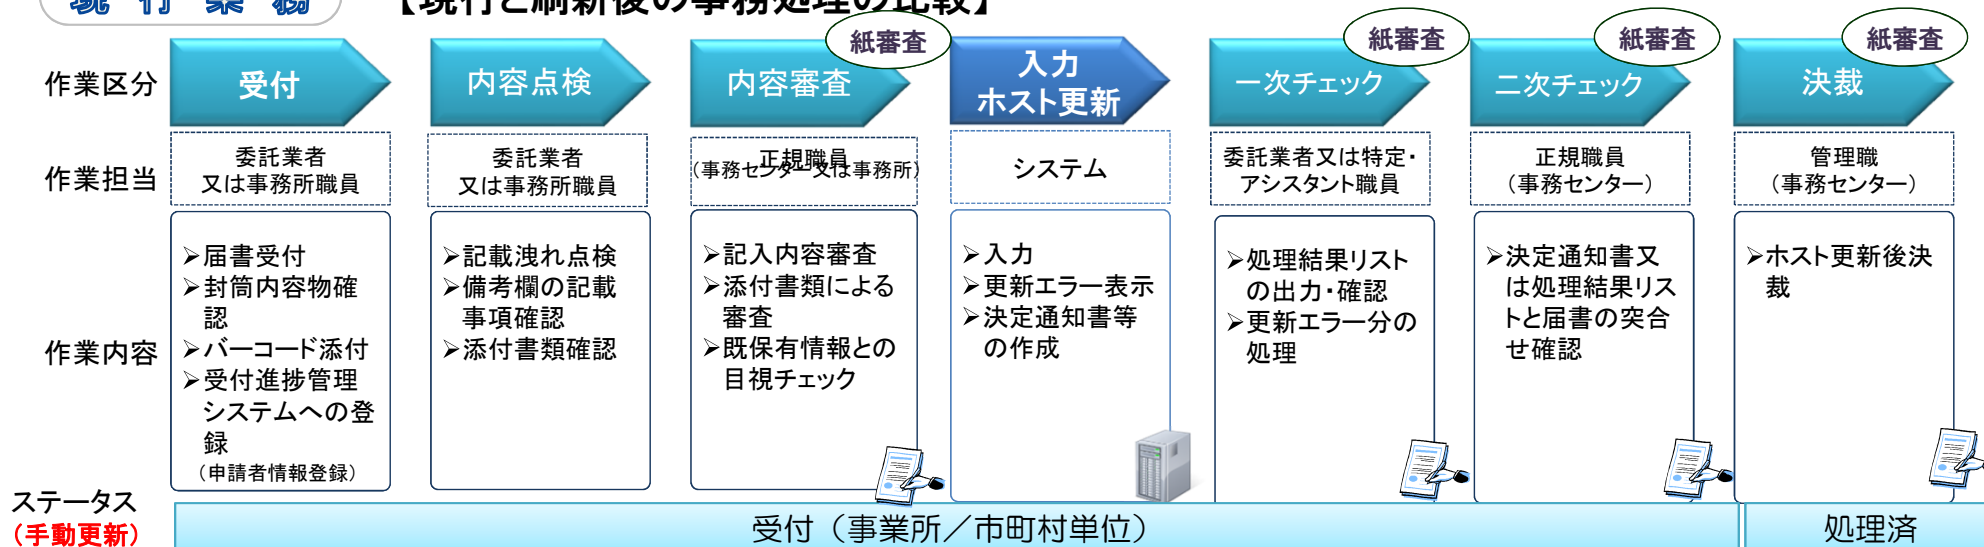 現行業務
【現行と刷新後の事務処理の比較】
作業区分
受付
内容点検
内容審査
紙審査
入力
ホスト更新
一次チェック
紙審査
二次チェック
紙審査
決裁
紙審査
作業担当
委託業者
又は事務所職員
委託業者
又は事務所職員
正規職員
（事務センター又は事務所）
システム
委託業者又は特定・
アシスタント職員
正規職員
（事務センター）
管理職
（事務センター）
作業内容
➢届書受付
➢封筒内容物確
認
➢バーコード添付
➢受付進捗管理
システムへの登
録
（申請者情報登録）
➢記載洩れ点検
➢備考欄の記載
事項確認
➢添付書類確認
➢記入内容審査
➢添付書類による
審査
➢既保有情報との
目視チェック
➢入力
➢更新エラー表示
➢決定通知書等
の作成
➢処理結果リスト
の出力・確認
➢更新エラー分の
処理
➢決定通知書又
は処理結果リス
トと届書の突合
せ確認
➢ホスト更新後決
裁
ステータス
（手動更新）
受付（事業所／市町村単位）
処理済